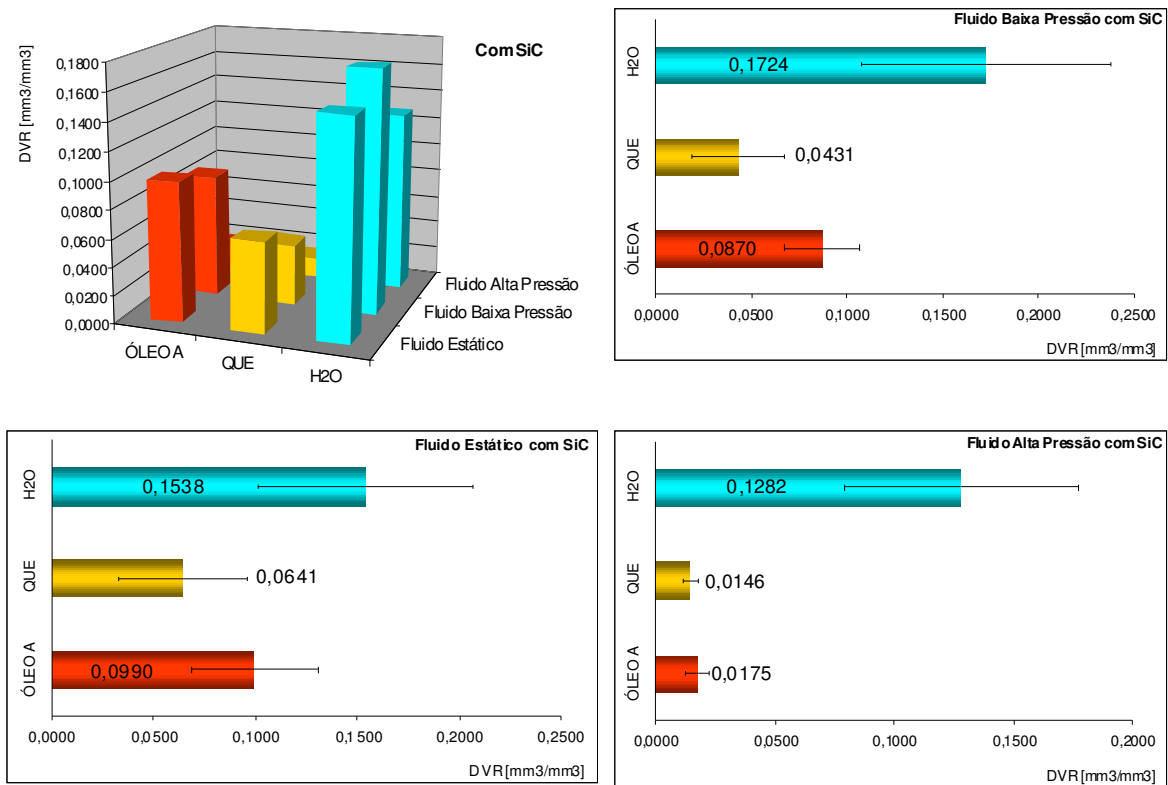 Com SiC
DVR [mm3/mm3]
0,1800
0,1600
0,1400
0,1200
0,1000
0,0800
0,0600
0,0400
0,0200
0,0000
ÓLEO A
QUE
H2O
Fluido Alta Pressão
Fluido Baixa Pressão
Fluido Estático
Fluido Baixa Pressão com SiC
H2O
0,1724
QUE
0,0431
ÓLEO A
0,0870
0,0000 0,0500 0,1000 0,1500 0,2000 0,2500
DVR [mm3/mm3]
Fluido Estático com SiC
H2O
0,1538
QUE
0,0641
ÓLEO A
0,0990
0,0000 0,0500 0,1000 0,1500 0,2000 0,2500
DVR [mm3/mm3]
Fluido Alta Pressão com SiC
H2O
0,1282
QUE
0,0146
ÓLEO A
0,0175
0,0000 0,0500 0,1000 0,1500 0,2000
DVR [mm3/mm3]